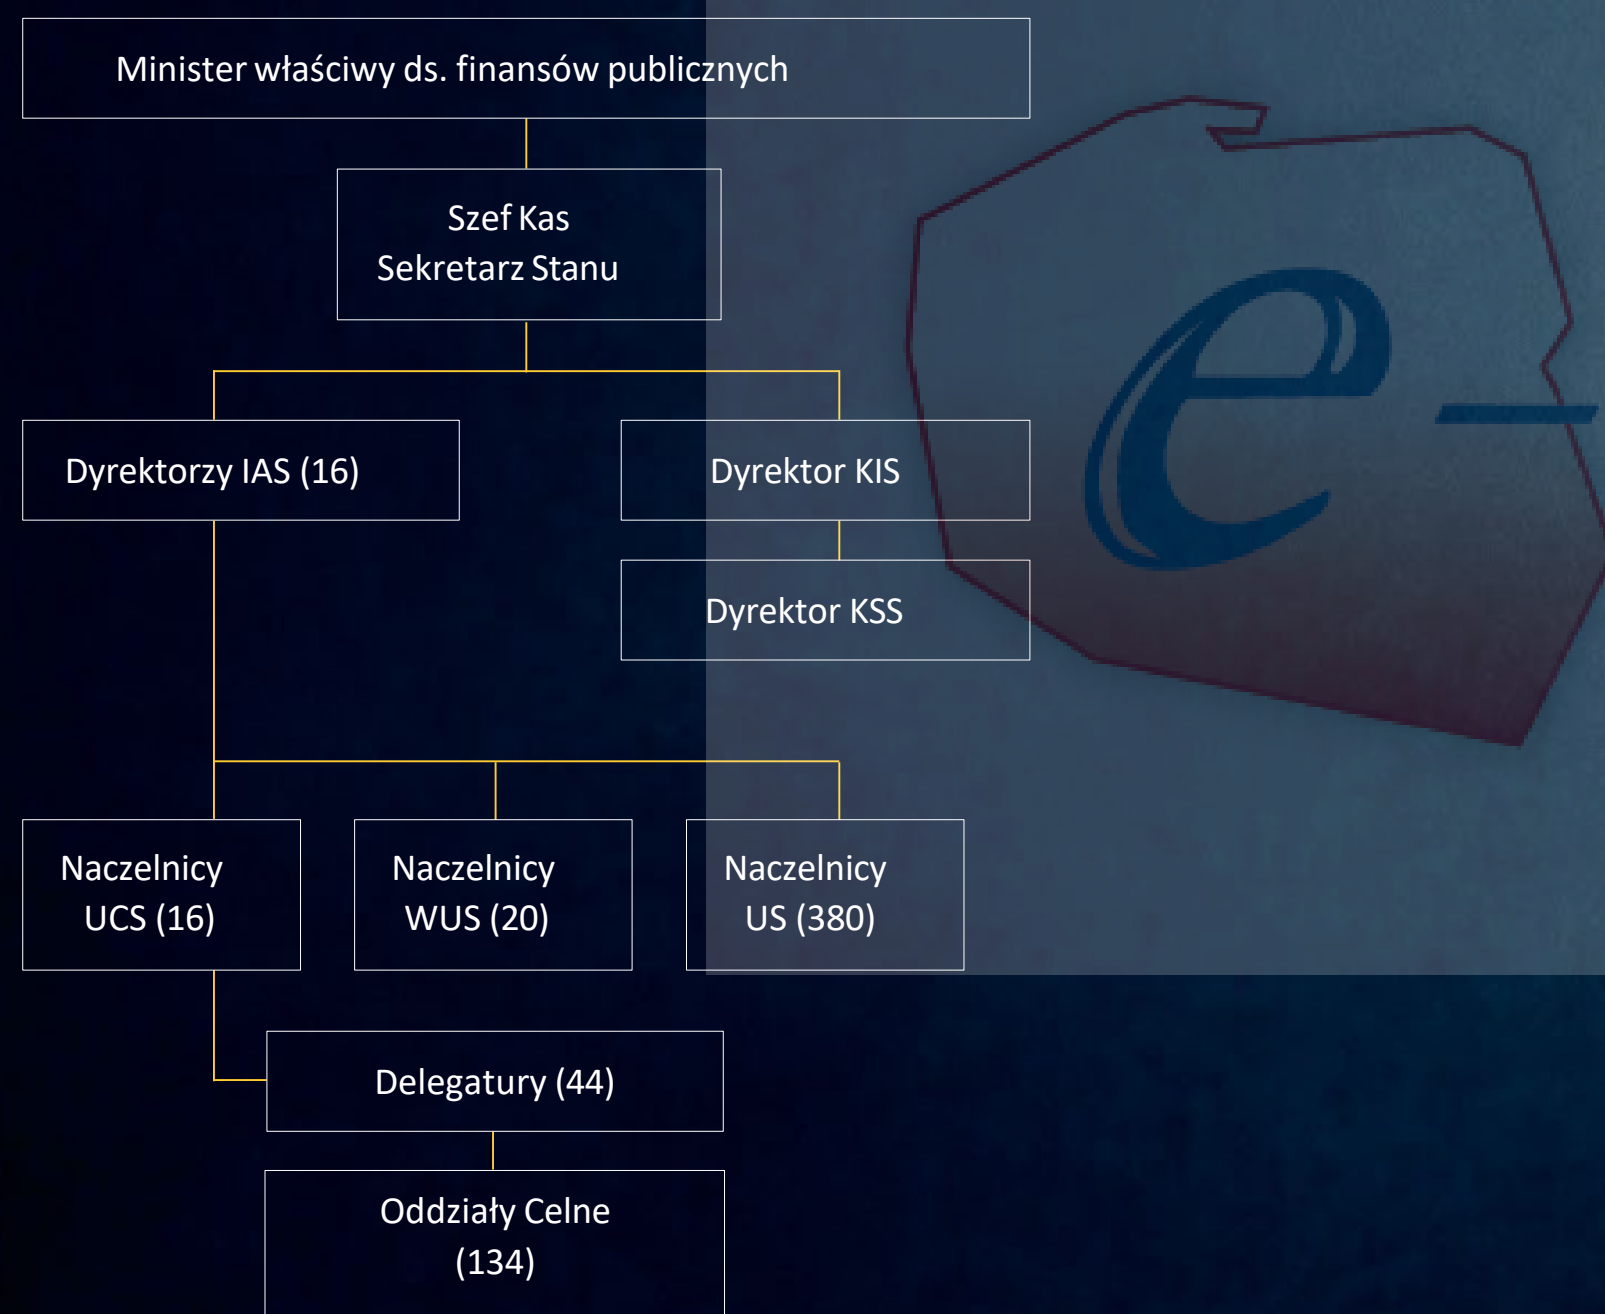 Minister właściwy ds. finansów publicznych
Szef Kas
Sekretarz Stanu
Dyrektorzy IAS (16)
Dyrektor KIS
Dyrektor KSS
Naczelnicy
UCS (16)
Naczelnicy
WUS (20)
Naczelnicy
US (380)
Delegatury (44)
Oddziały Celne
(134)
e-